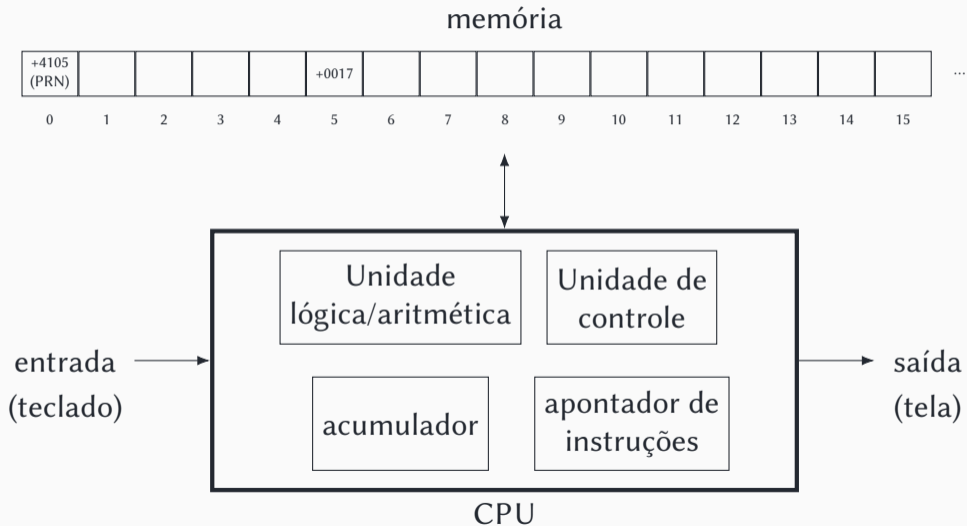 memória
+4105
(PRN)
+0017
...
0 1 2 3 4 5 6 7 8 9 10 11 12 13 14 15
Unidade
lógica/aritmética
Unidade de
controle
entrada
(teclado)
saída
(tela)
acumulador
apontador de
instruções
CPU